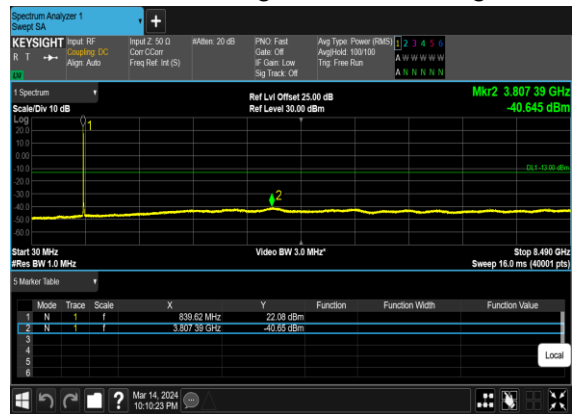 Spectrum Analyzer 1
Swept SA
KEYSIGHT Input: RF Input Z: 50 Ω #Atten: 20 dB PNO: Fast Avg Type: Power (RMS) 1 2 3 4 5 6
R T Coupling: DC Corr CCorr Gate: Off Avg|Hold: 100/100 A W W W W W
Align: Auto Freq Ref: Int (S) IF Gain: Low Trig: Free Run
LW Sig Track: Off A N N N N N
1 Spectrum Ref Lvl Offset 25.00 dB Mkr2 3.807 39 GHz
Scale/Div 10 dB Ref Level 30.00 dBm -40.645 dBm
Log
1
20.0
10.0
0.00
-10.0 DL1 -13.00 dBm
-20.0
-30.0
2
-40.0
-50.0
-60.0
Start 30 MHz Video BW 3.0 MHz* Stop 8.490 GHz
#Res BW 1.0 MHz Sweep 16.0 ms (40001 pts)
5 Marker Table
Mode Trace Scale X Y Function Function Width Function Value
1 N 1 f 839.62 MHz 22.08 dBm
2 N 1 f 3.807 39 GHz -40.65 dBm
3
4
5
6
Local
? Mar 14, 2024
10:10:23 PM